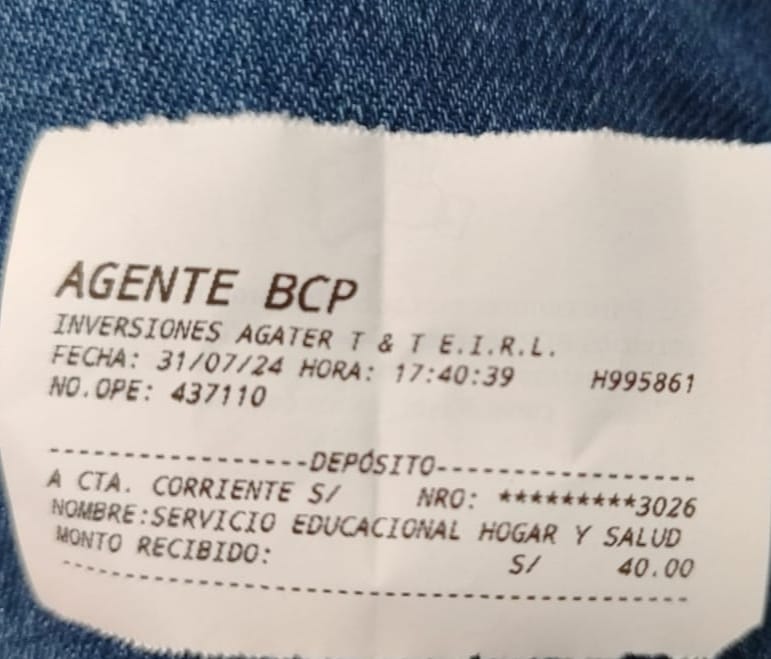 AGENTE BCP
INVERSIONES AGATER T & T E.I.R.L.
FECHA: 31/07/24 HORA: 17:40:39 H995861
NO.OPE: 437110
------------------DEPÓSITO------------------
A CTA. CORRIENTE S/ NRO: *********3026
NOMBRE:SERVICIO EDUCACIONAL HOGAR Y SALUD
MONTO RECIBIDO: S/ 40.00
--------------------------------------------